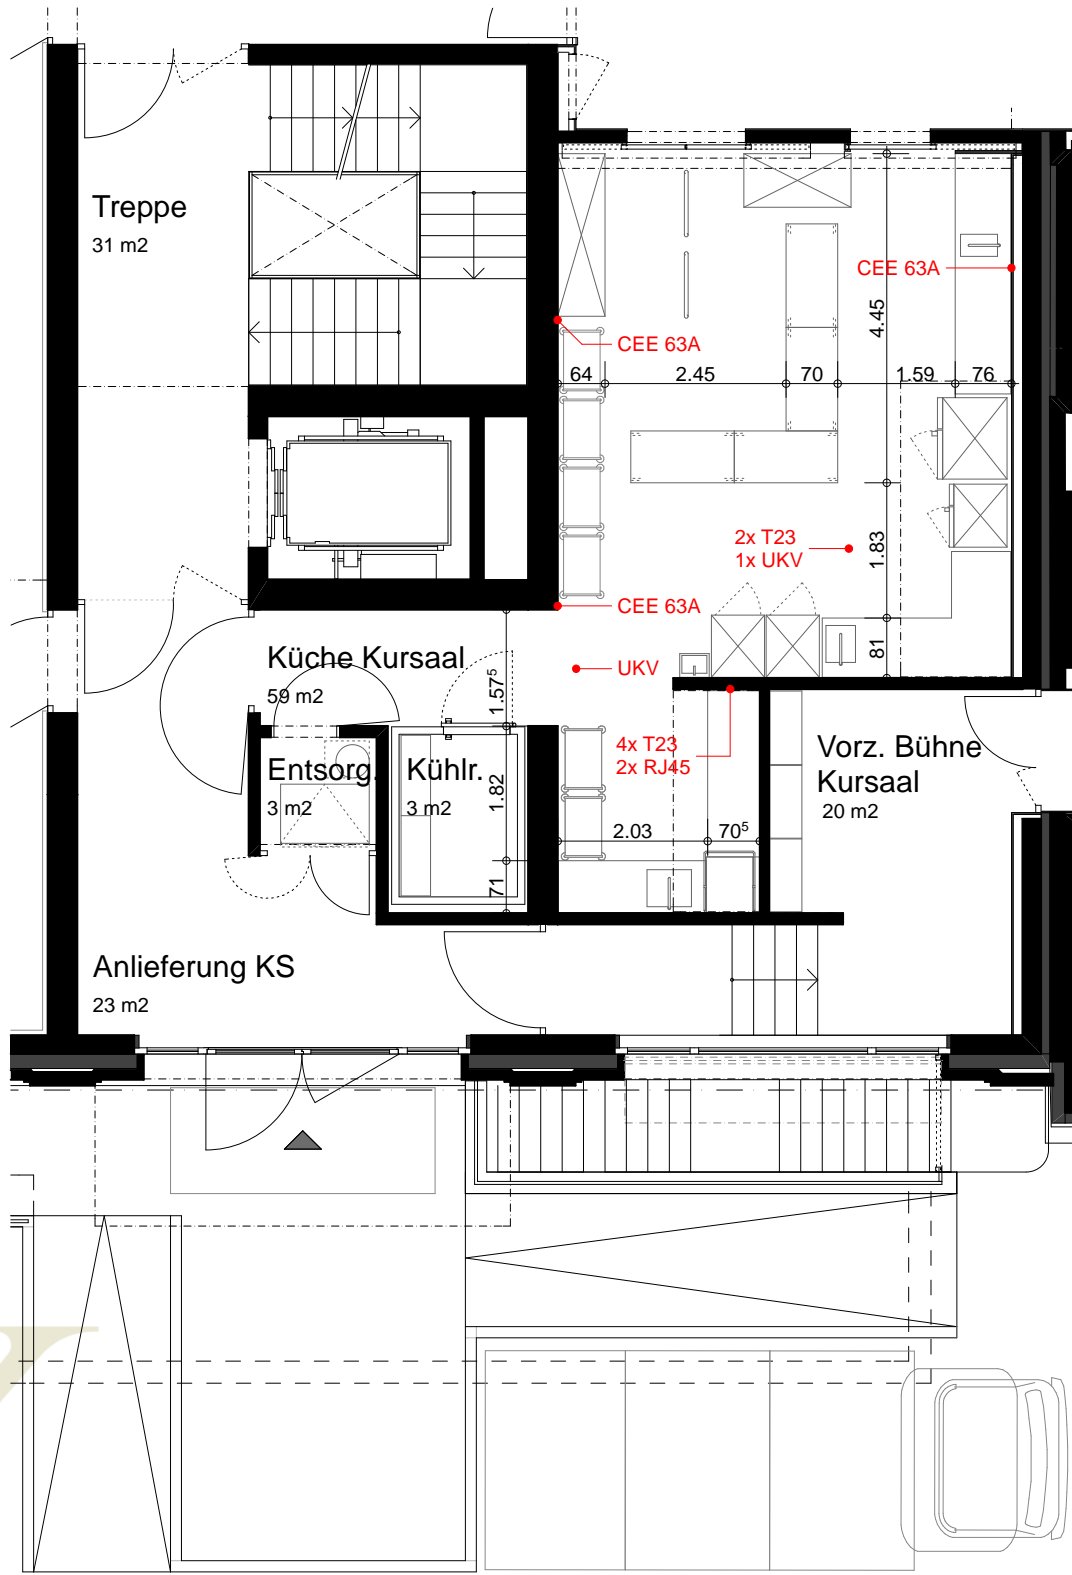 Treppe
31 m2
CEE 63A
4.45
CEE 63A
64
2.45
70
1.59
76
2x T23
1x UKV
1.83
CEE 63A
Küche Kursaal
59 m2
1.57⁵
UKV
81
4x T23
2x RJ45
Vorz. Bühne
Kursaal
20 m2
Entsorg.
3 m2
Kühlr.
3 m2
1.82
2.03
70⁵
71
Anlieferung KS
23 m2